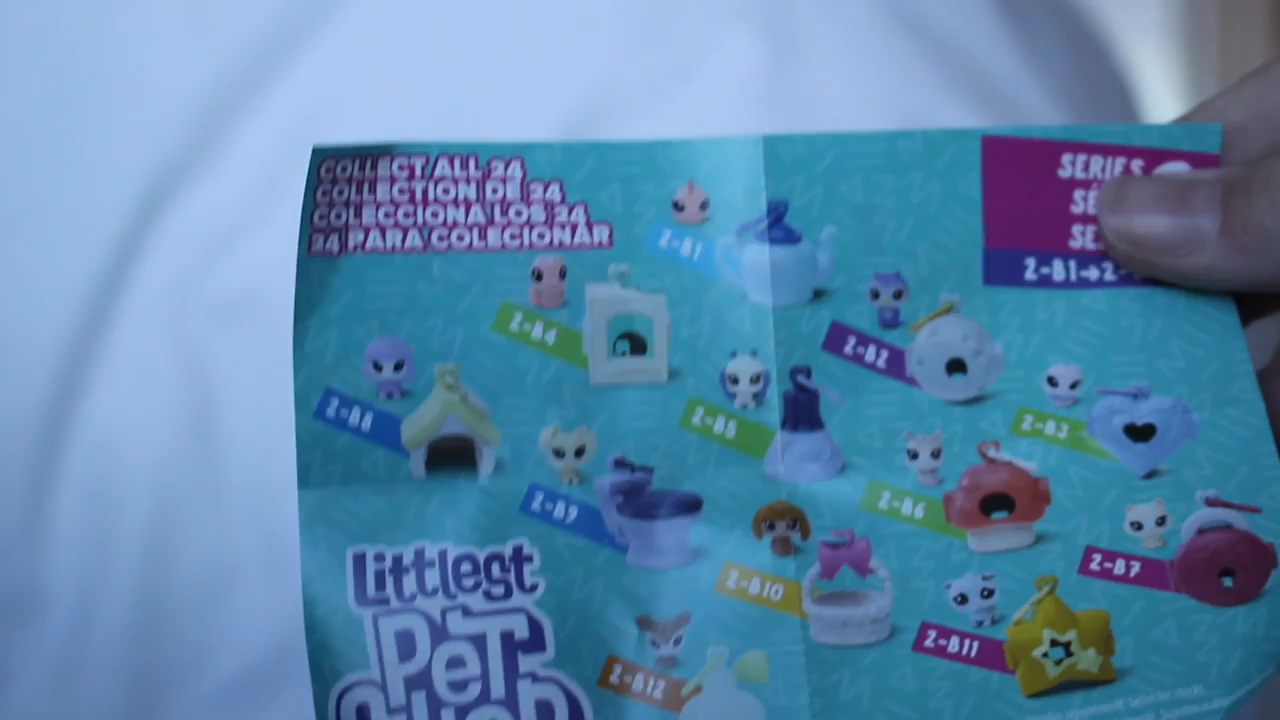 COLLECT ALL 24
COLLECTION DE 24
COLECCIONA LOS 24
24 PARA COLECIONAR
SERIES
2-B1
2-B4
2-B2
2-B8
2-B5
2-B3
2-B9
2-B6
2-B7
2-B10
2-B11
2-B12
Littlest
PeT